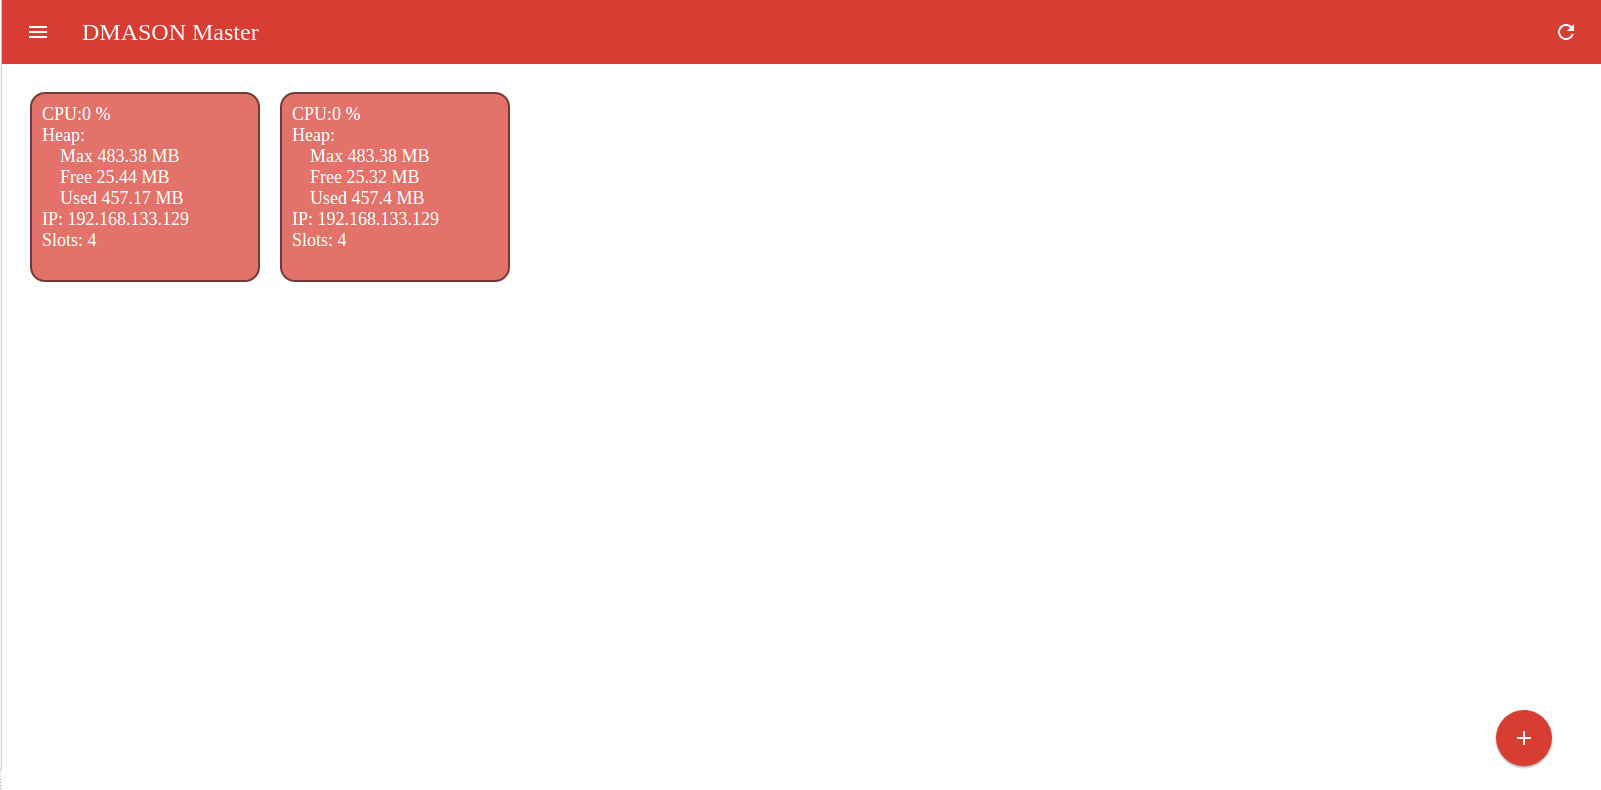 DMASON Master
CPU:0 %
Heap:
Max 483.38 MB
Free 25.44 MB
Used 457.17 MB
IP: 192.168.133.129
Slots: 4
CPU:0 %
Heap:
Max 483.38 MB
Free 25.32 MB
Used 457.4 MB
IP: 192.168.133.129
Slots: 4